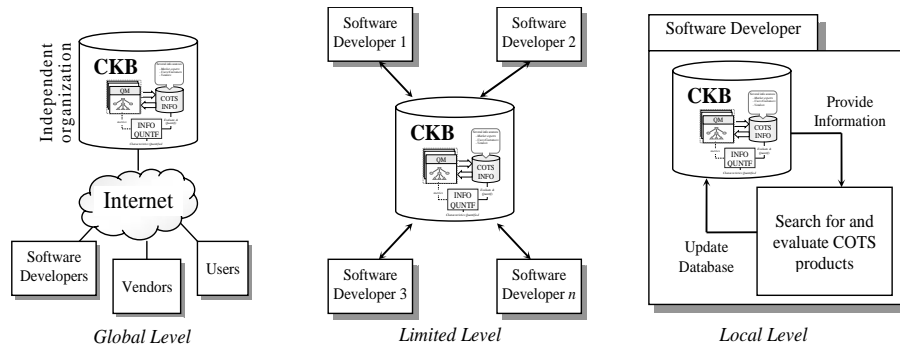 Independent
organization
CKB
QM
COTS
INFO
INFO
QUNTF
Internet
Software
Developers
Vendors
Users
Global Level
Software
Developer 1
Software
Developer 2
CKB
QM
COTS
INFO
INFO
QUNTF
Software
Developer 3
Software
Developer n
Limited Level
Software Developer
CKB
QM
COTS
INFO
INFO
QUNTF
Provide
Information
Search for and
evaluate COTS
products
Update
Database
Local Level